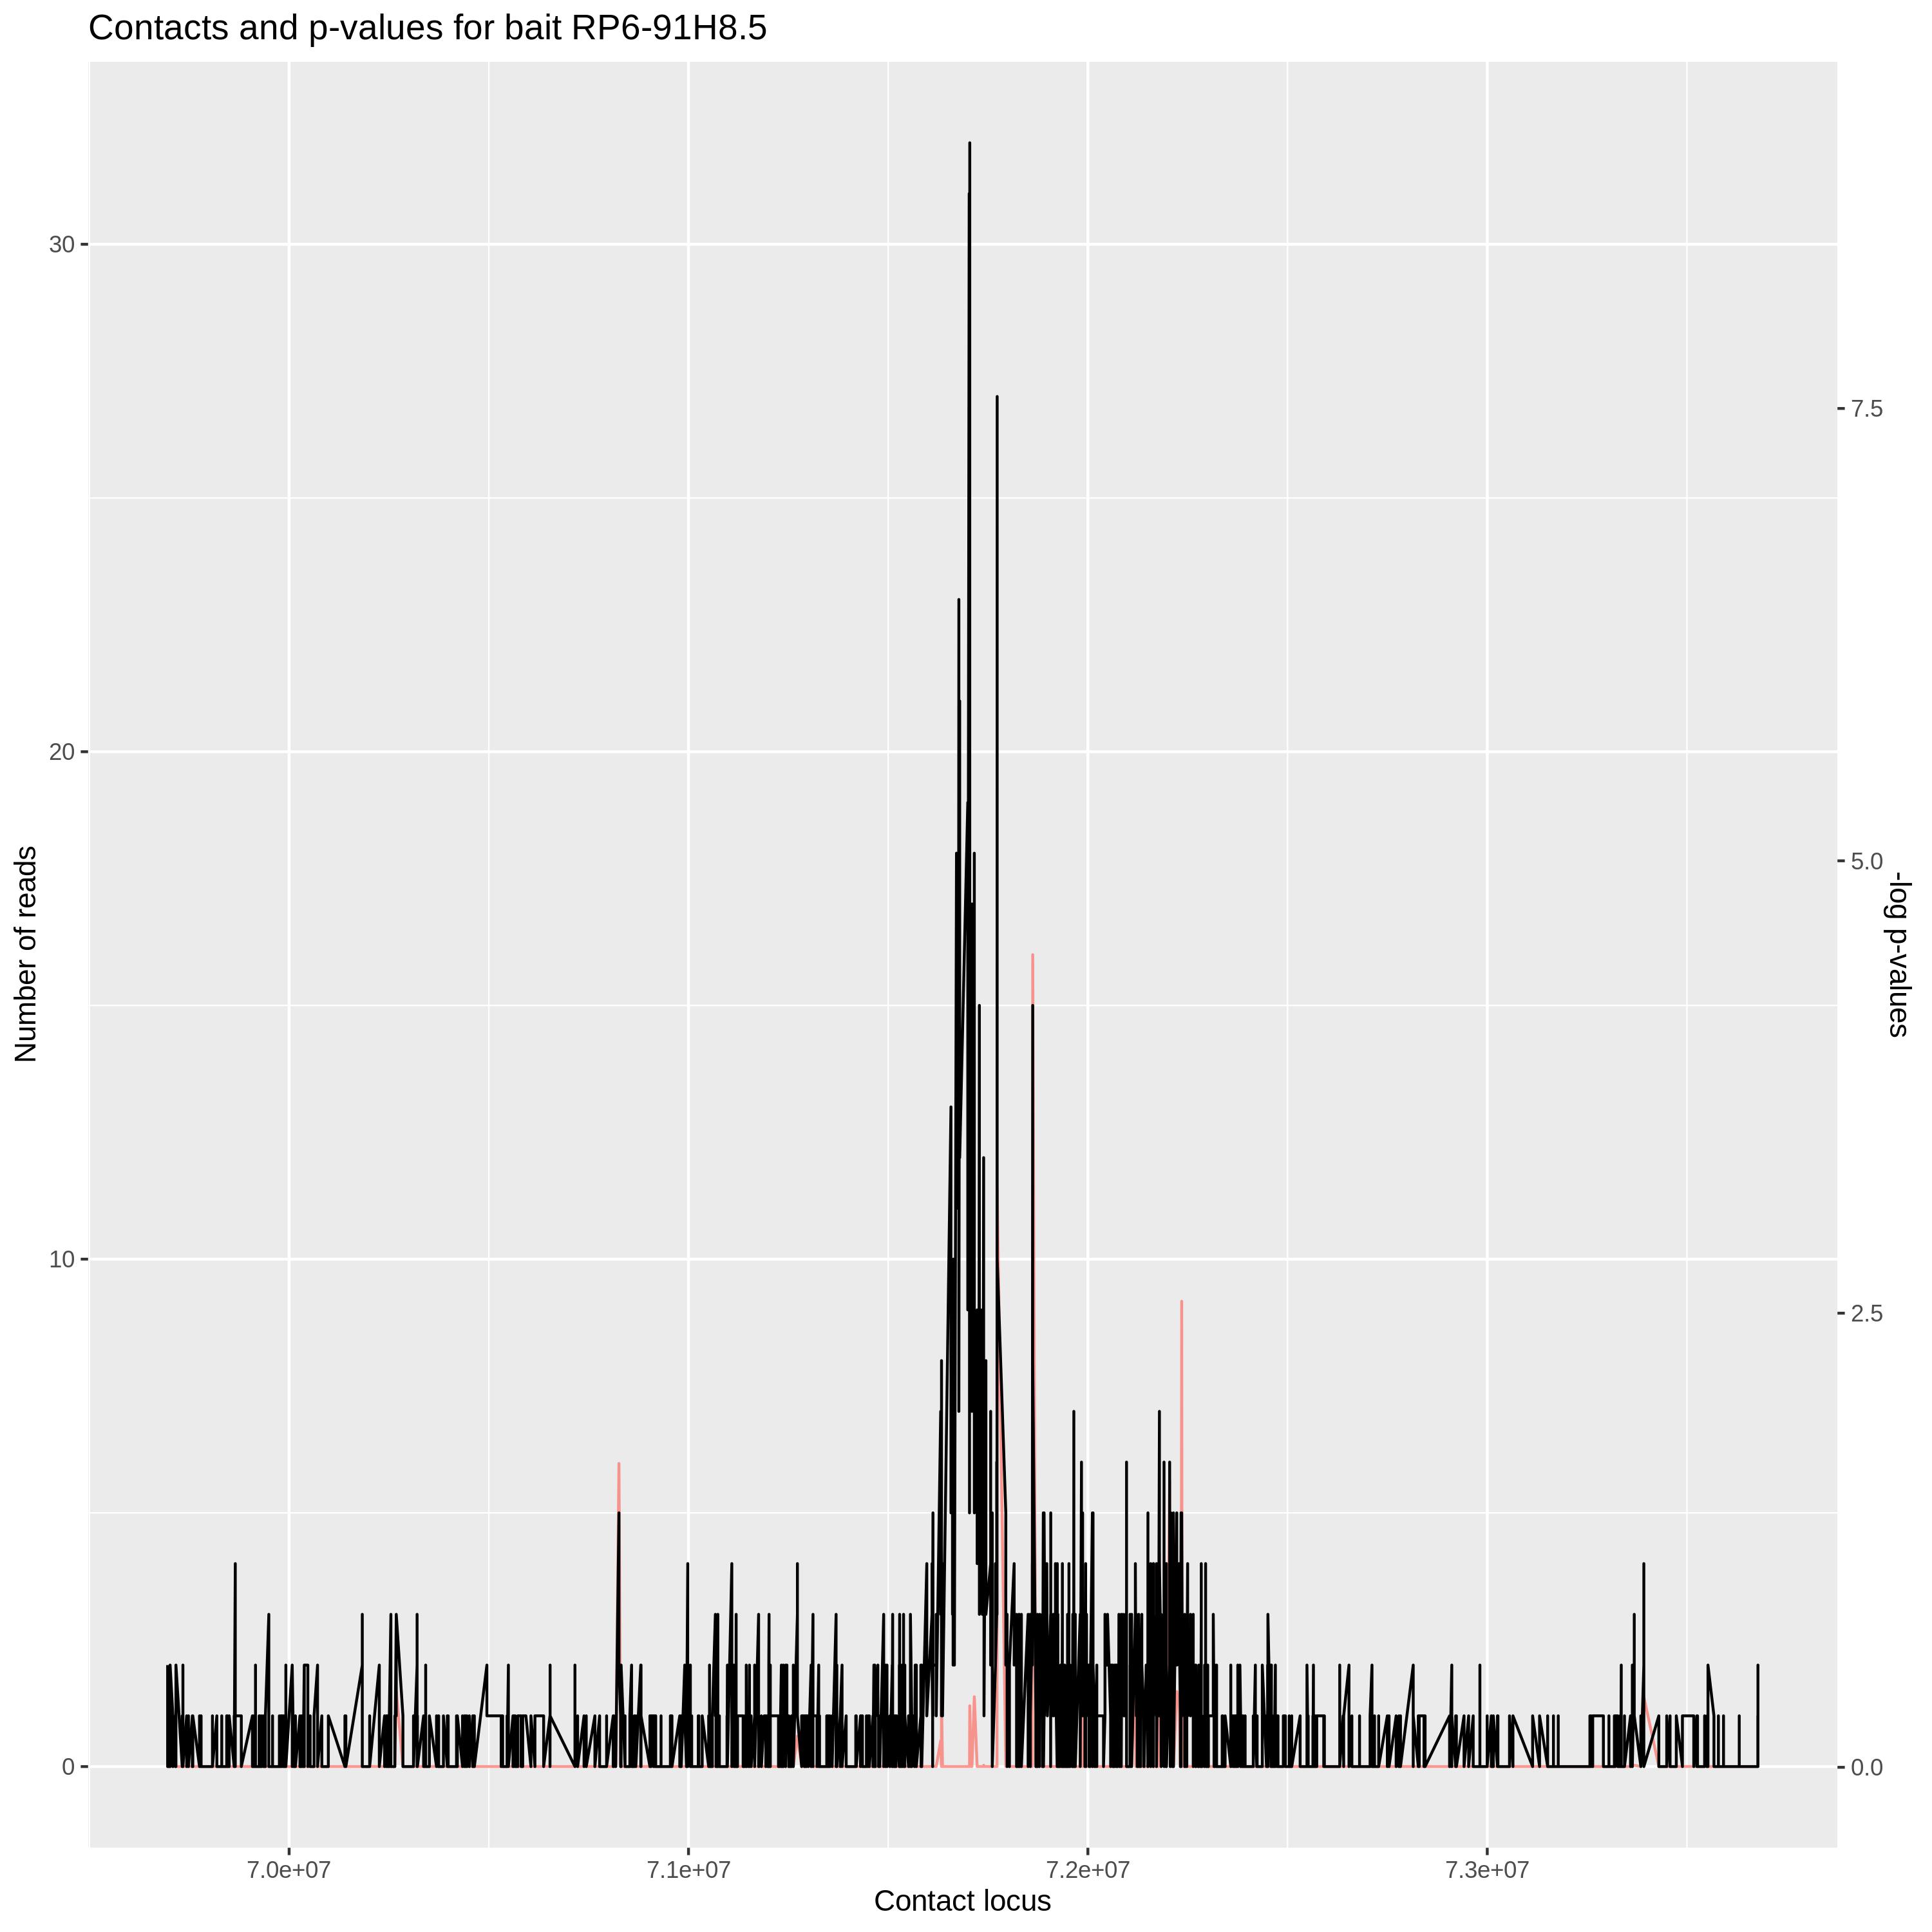 Contacts and p-values for bait RP6-91H8.5
30
20
10
0
Number of reads
7.5
5.0
2.5
0.0
-log p-values
7.0e+07 7.1e+07 7.2e+07 7.3e+07
Contact locus